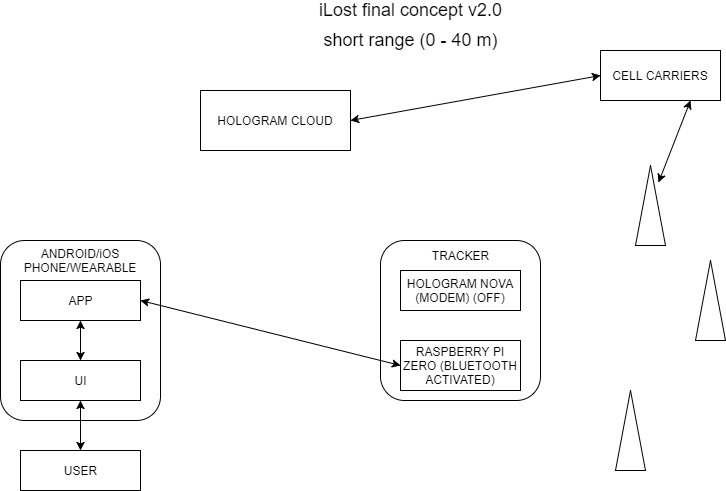 iLost final concept v2.0
short range (0 - 40 m)
CELL CARRIERS
HOLOGRAM CLOUD
ANDROID/iOS
PHONE/WEARABLE
APP
UI
USER
TRACKER
HOLOGRAM NOVA
(MODEM) (OFF)
RASPBERRY PI
ZERO (BLUETOOTH
ACTIVATED)